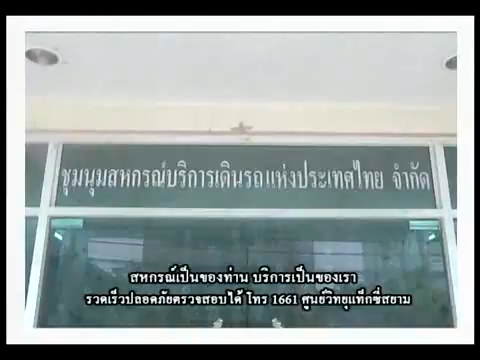 ชุมนุมสหกรณ์บริการเดินรถแห่งประเทศไทย จำกัด
สหกรณ์เป็นของท่าน บริการเป็นของเรา
รวดเร็วปลอดภัยตรวจสอบได้ โทร 1661 ศูนย์วิทยุแท็กซี่สยาม